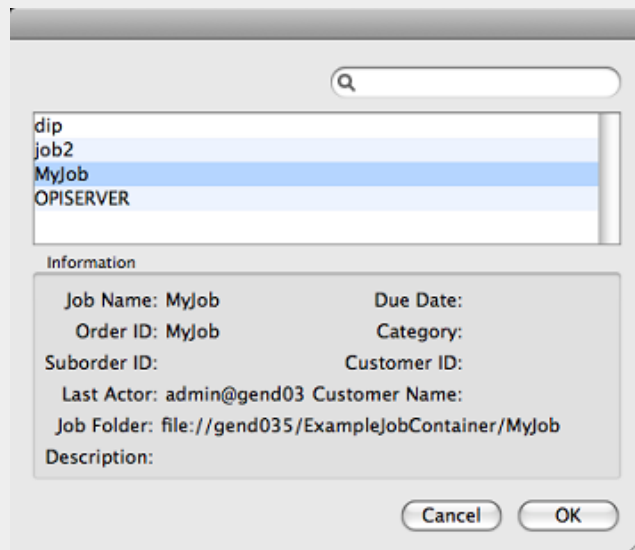 dip
job2
MyJob
OPISERVER
Information
Job Name: MyJob Due Date:
Order ID: MyJob Category:
Suborder ID: Customer ID:
Last Actor: admin@gend03 Customer Name:
Job Folder: file://gend035/ExampleJobContainer/MyJob
Description:
Cancel OK